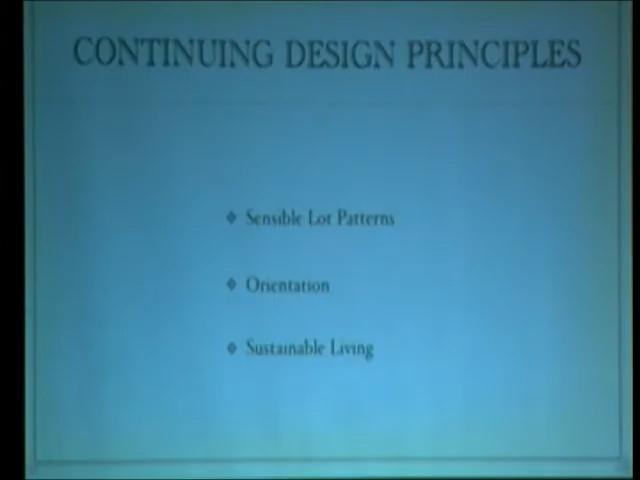 CONTINUING DESIGN PRINCIPLES
❖ Sensible Lot Patterns
❖ Orientation
❖ Sustainable Living